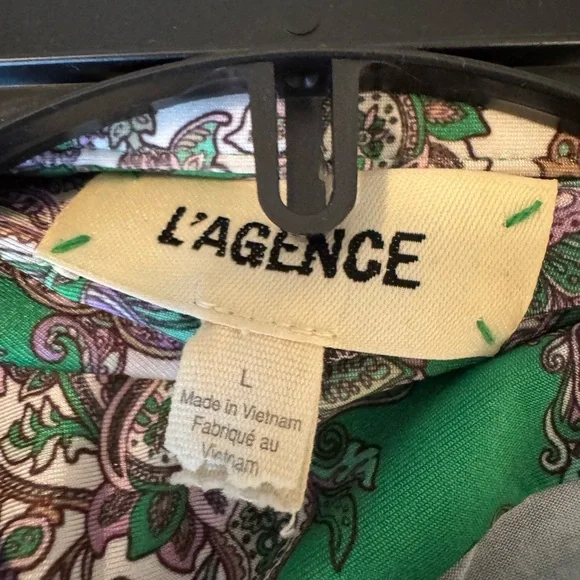 L'AGENCE
L
Made in Vietnam
Fabriqué au
Vietnam